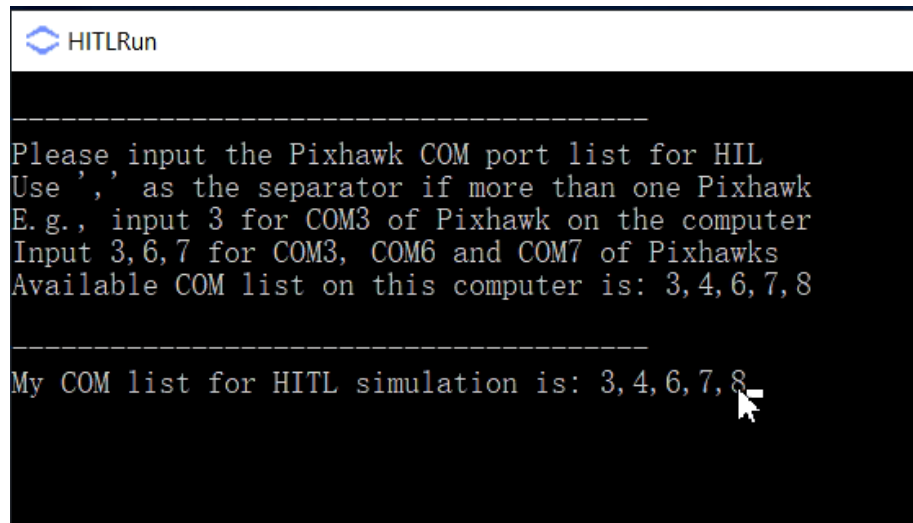 HITLRun
---------------------------------------
Please input the Pixhawk COM port list for HIL
Use ',' as the separator if more than one Pixhawk
E.g., input 3 for COM3 of Pixhawk on the computer
Input 3,6,7 for COM3, COM6 and COM7 of Pixhawks
Available COM list on this computer is: 3,4,6,7,8
---------------------------------------
My COM list for HITL simulation is: 3,4,6,7,8